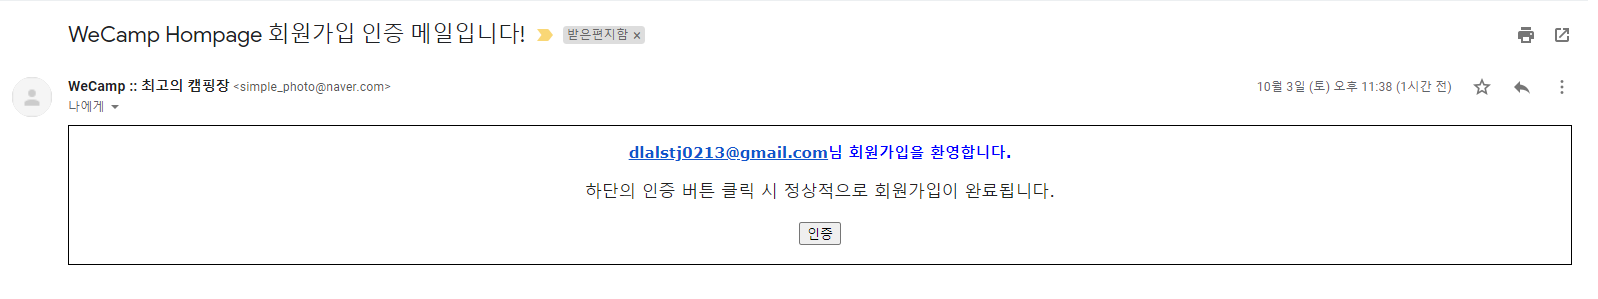 WeCamp Hompage 회원가입 인증 메일입니다! 받은편지함 ×
WeCamp :: 최고의 캠핑장 <simple_photo@naver.com> 10월 3일 (토) 오후 11:38 (1시간 전)
나에게
dlalstj0213@gmail.com님 회원가입을 환영합니다.
하단의 인증 버튼 클릭 시 정상적으로 회원가입이 완료됩니다.
인증